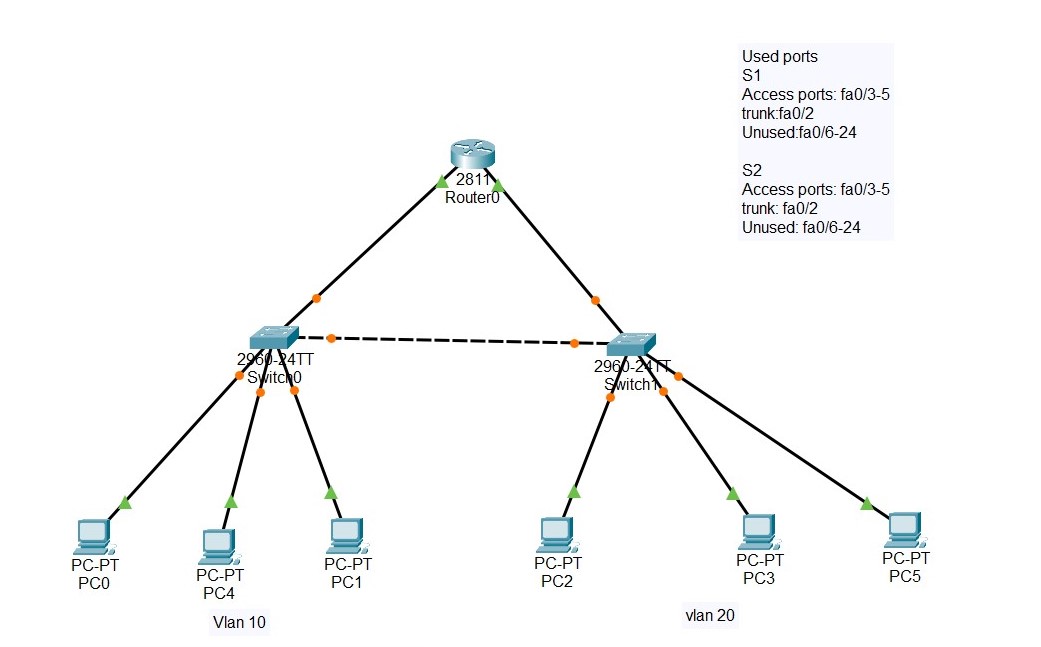 Used ports
S1
Access ports: fa0/3-5
trunk:fa0/2
Unused:fa0/6-24
S2
Access ports: fa0/3-5
trunk: fa0/2
Unused: fa0/6-24
2811
Router0
2960-24TT
Switch0
2960-24TT
Switch1
PC-PT
PC0
PC-PT
PC4
PC-PT
PC1
PC-PT
PC2
PC-PT
PC3
PC-PT
PC5
Vlan 10
vlan 20